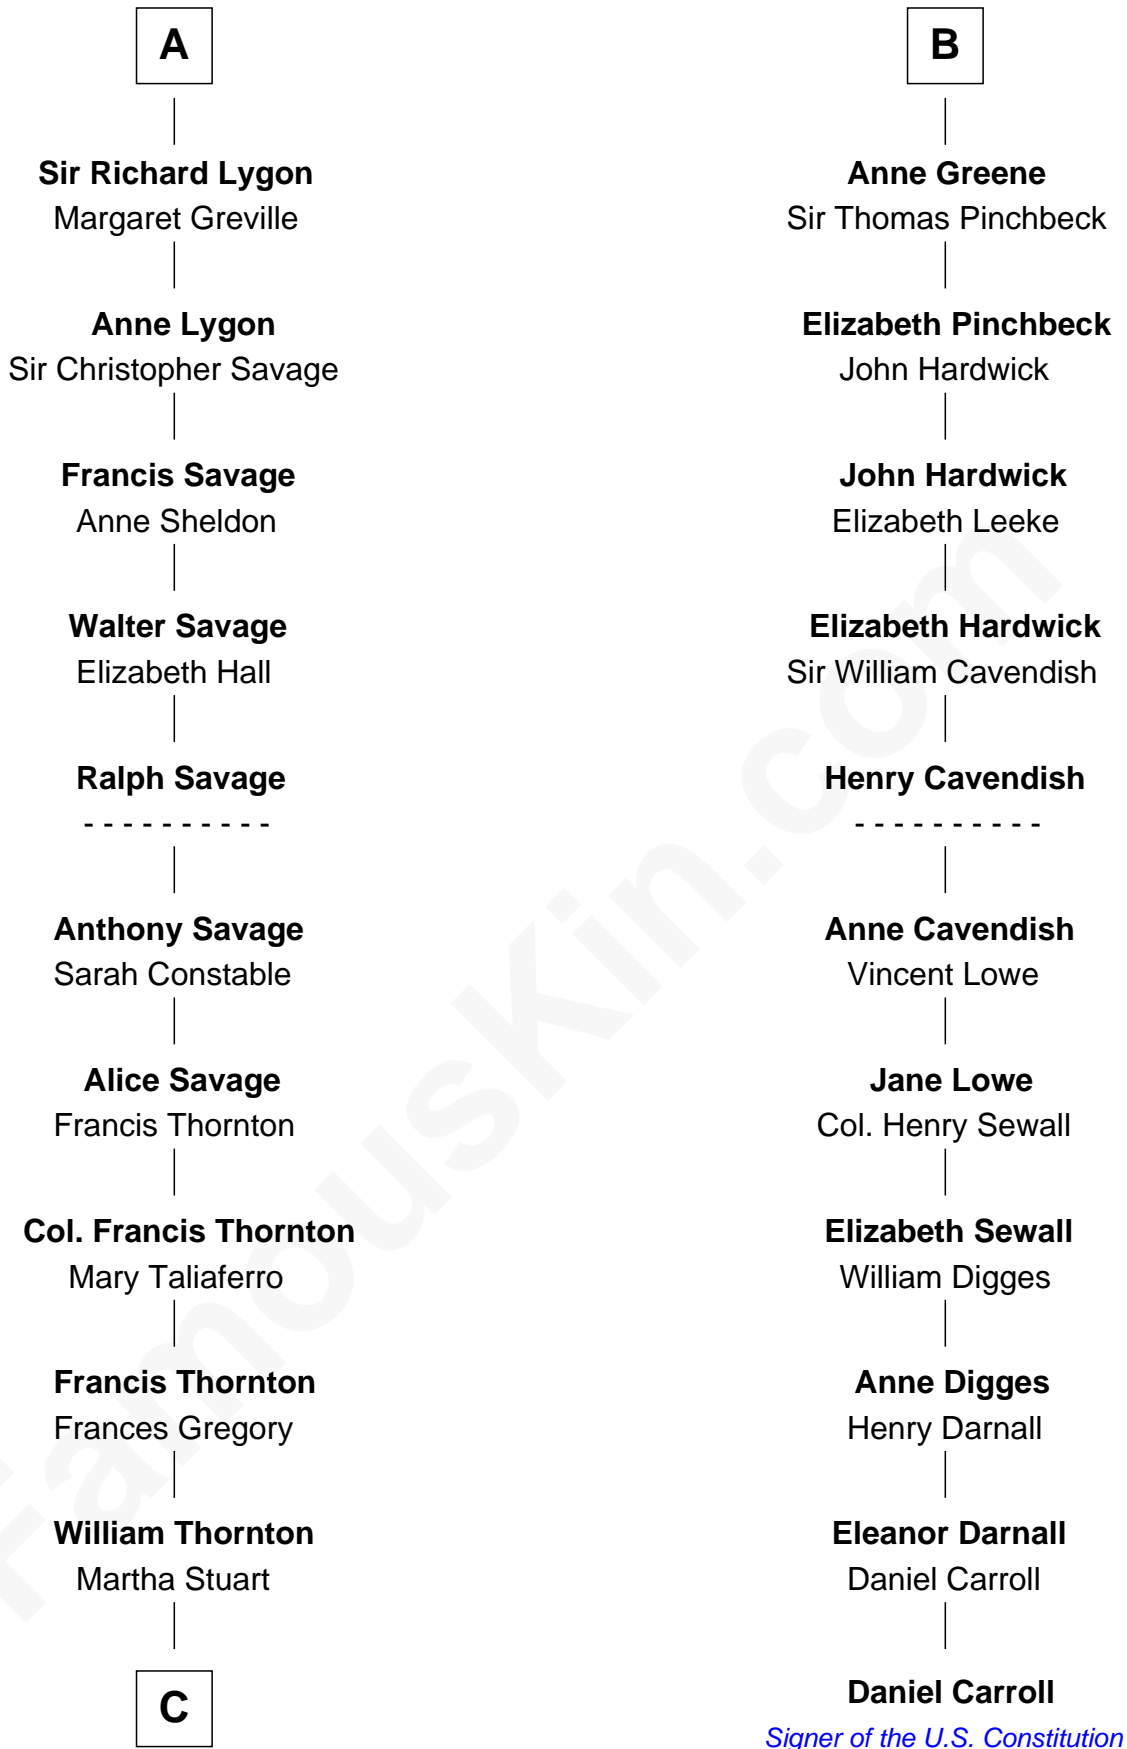 A
Sir Richard Lygon
Margaret Greville
Anne Lygon
Sir Christopher Savage
Francis Savage
Anne Sheldon
Walter Savage
Elizabeth Hall
Ralph Savage
- - - - - - - - - -
Anthony Savage
Sarah Constable
Alice Savage
Francis Thornton
Col. Francis Thornton
Mary Taliaferro
Francis Thornton
Frances Gregory
William Thornton
Martha Stuart
C
B
Anne Greene
Sir Thomas Pinchbeck
Elizabeth Pinchbeck
John Hardwick
John Hardwick
Elizabeth Leeke
Elizabeth Hardwick
Sir William Cavendish
Henry Cavendish
- - - - - - - - - -
Anne Cavendish
Vincent Lowe
Jane Lowe
Col. Henry Sewall
Elizabeth Sewall
William Digges
Anne Digges
Henry Darnall
Eleanor Darnall
Daniel Carroll
Daniel Carroll
Signer of the U.S. Constitution
FamousKin.com